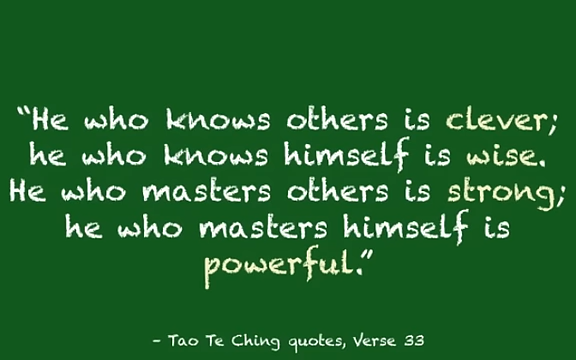 “He who knows others is clever;
he who knows himself is wise.
He who masters others is strong;
he who masters himself is
powerful.”
- Tao Te Ching quotes, Verse 33